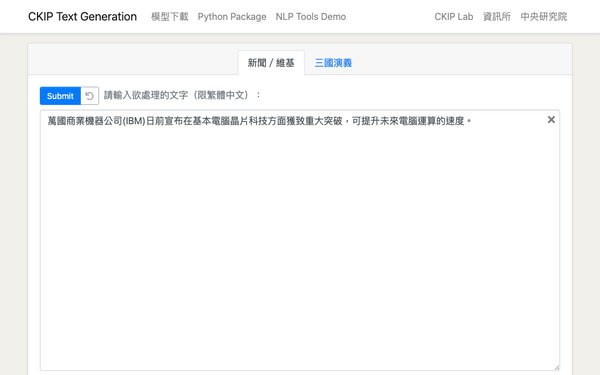 CKIP Text Generation 模型下載 Python Package NLP Tools Demo CKIP Lab 資訊所 中央研究院
新聞 / 維基 三國演義
Submit 請輸入欲處理的文字（限繁體中文）：
萬國商業機器公司(IBM)日前宣布在基本電腦晶片科技方面獲致重大突破，可提升未來電腦運算的速度。